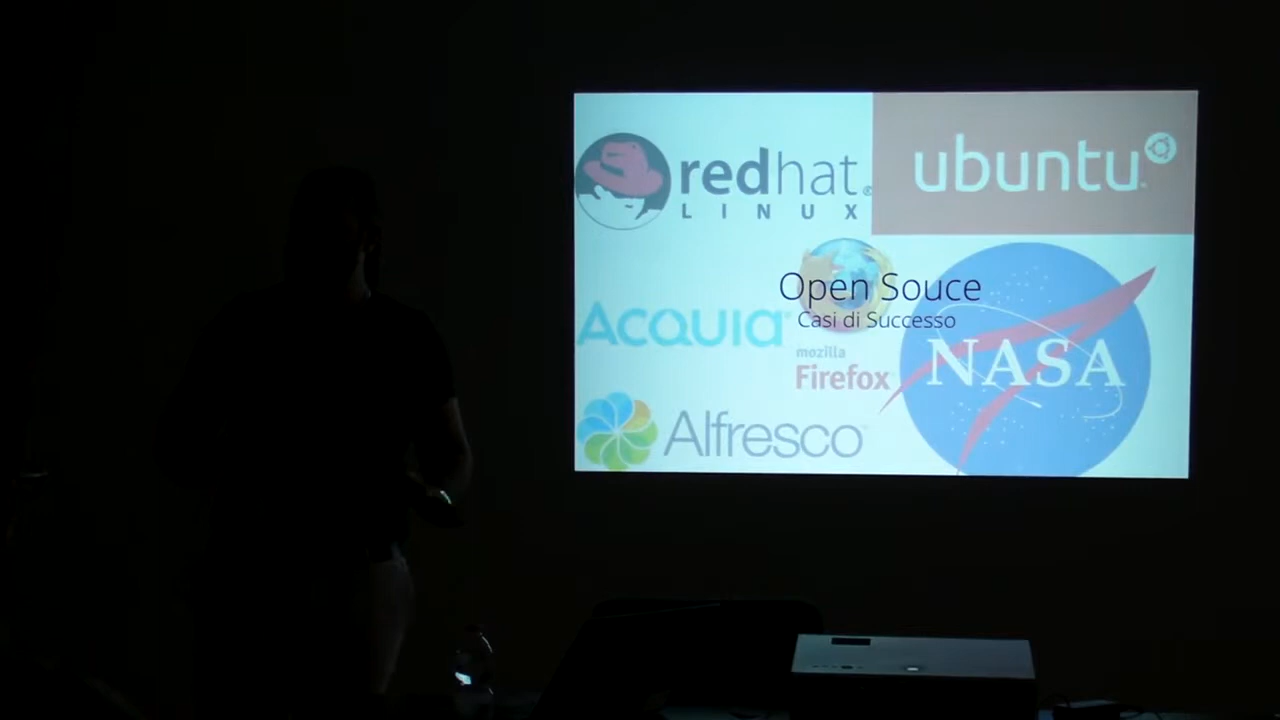 redhat
LINUX
ubuntu
Open Souce
Casi di Successo
Acquia
mozilla
Firefox
NASA
Alfresco